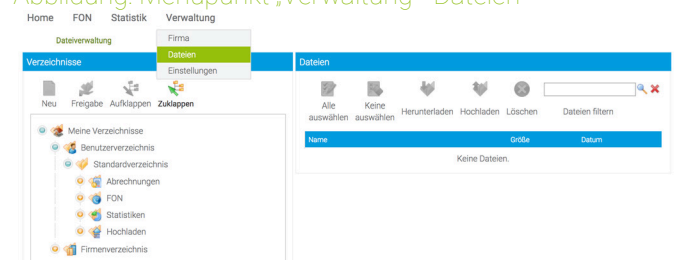 Abbildung: Menüpunkt „Verwaltung - Dateien“
Home FON Statistik Verwaltung
Dateiverwaltung
Firma
Dateien
Einstellungen
Verzeichnisse
Neu Freigabe Aufklappen Zuklappen
Meine Verzeichnisse
Benutzerverzeichnis
Standardverzeichnis
Abrechnungen
FON
Statistiken
Hochladen
Firmenverzeichnis
Dateien
Alle auswählen Keine auswählen Herunterladen Hochladen Löschen Dateien filtern
Name Größe Datum
Keine Dateien.